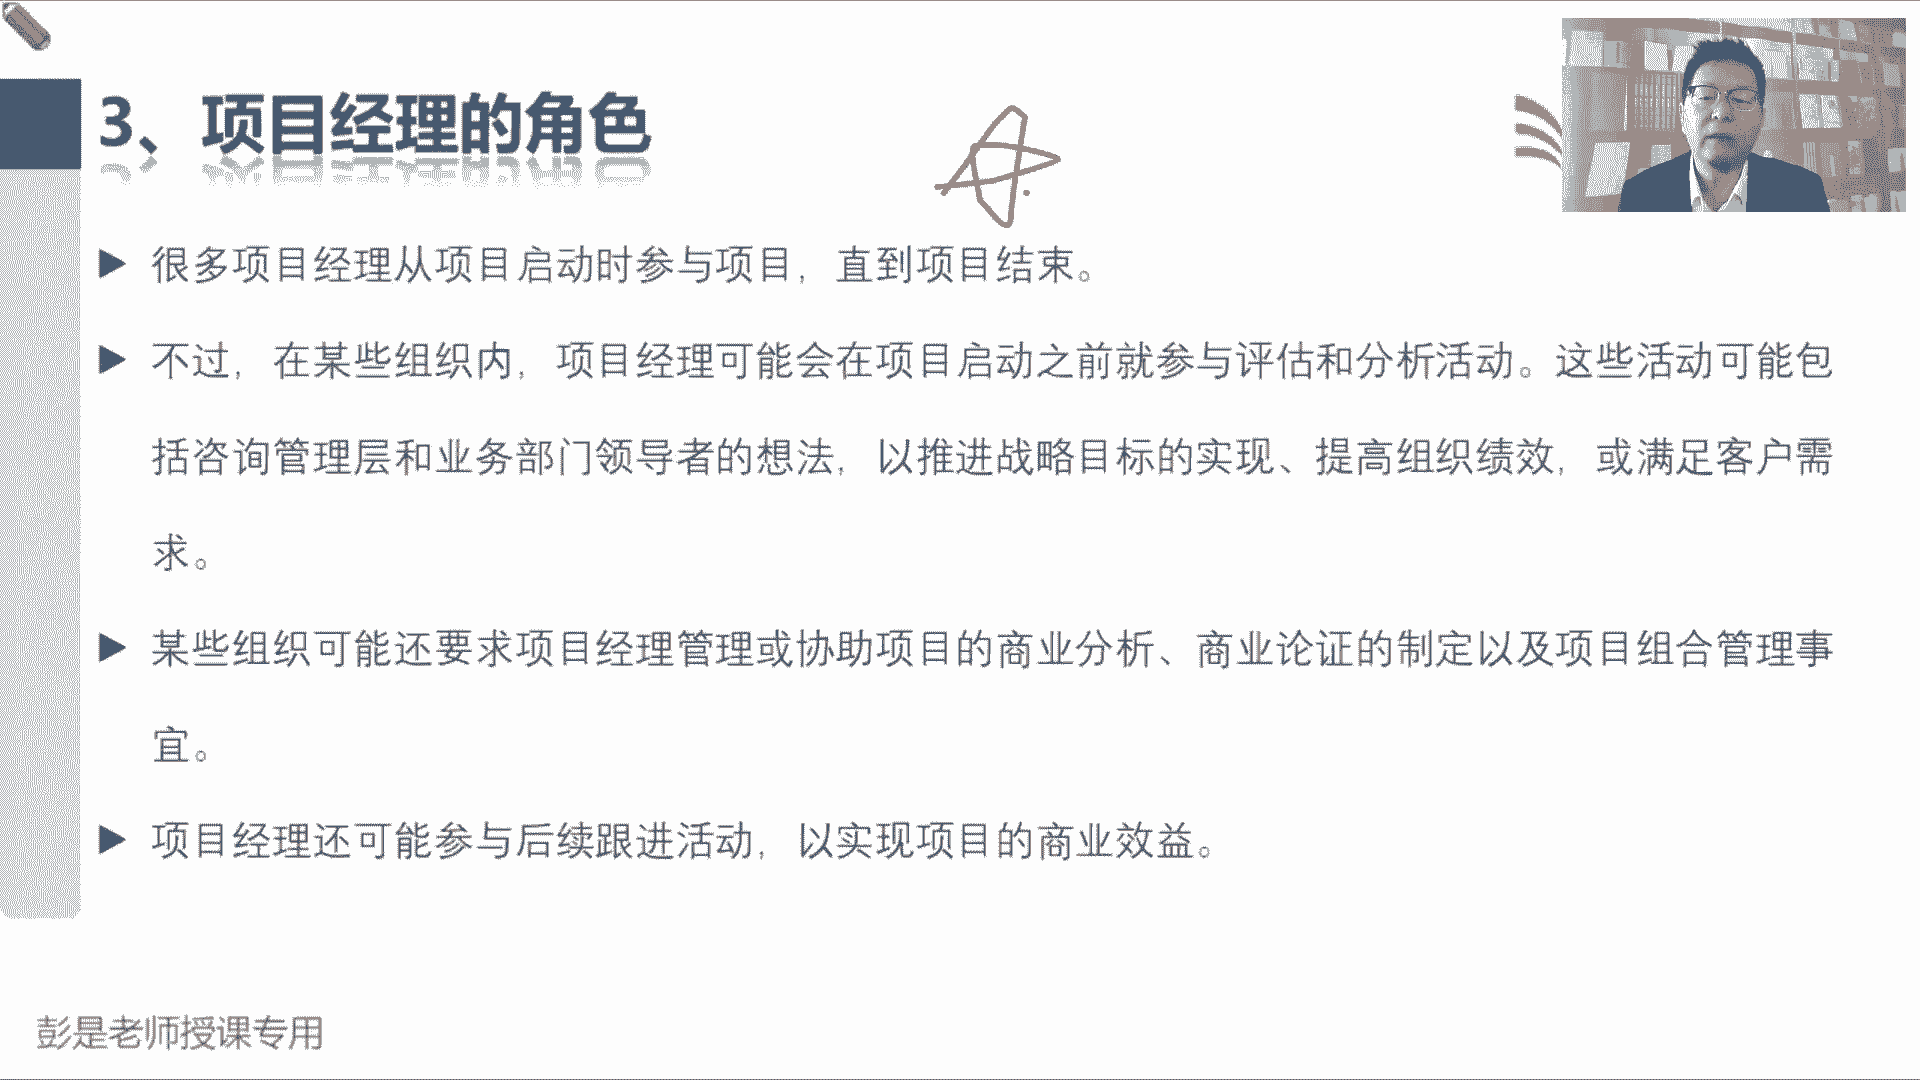 3、项目经理的角色
很多项目经理从项目启动时参与项目，直到项目结束。
不过，在某些组织内，项目经理可能会在项目启动之前就参与评估和分析活动。这些活动可能包
括咨询管理层和业务部门领导者的想法，以推进战略目标的实现、提高组织绩效，或满足客户需
求。
某些组织可能还要求项目经理管理或协助项目的商业分析、商业论证的制定以及项目组合管理事
宜。
项目经理还可能参与后续跟进活动，以实现项目的商业效益。
彭是老师授课专用